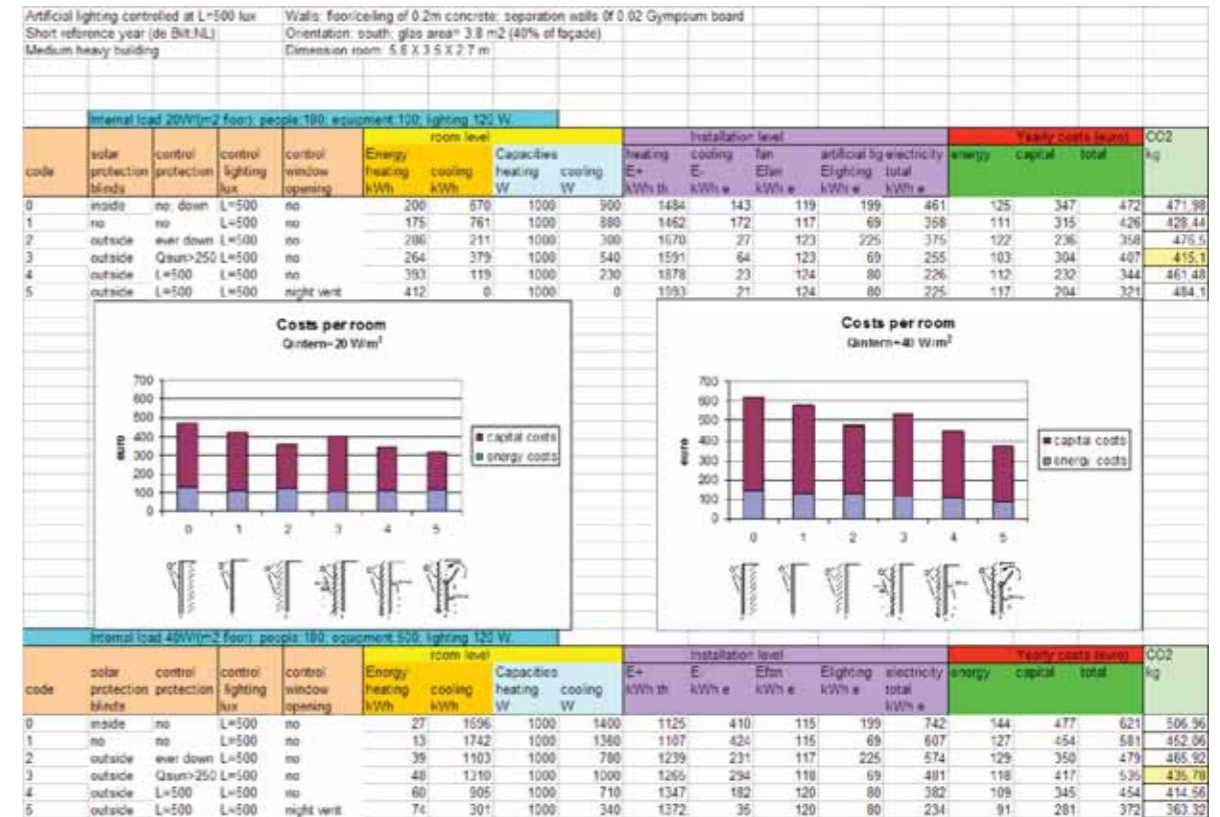 Artificial lighting controlled at L=500 lux Walls: floor/ceiling of 0.2m concrete; separation walls 0f 0.02 Gympsum board
Short reference year (de Bilt;NL) Orientation: south; glas area= 3.8 m2 (40% of façade)
Medium heavy building Dimension room: 5.6 X 3.5 X 2.7 m
Internal load 20W/(m2 floor): people:180; equipment:100; lighting 120 W.
room level Installation level Yearly costs (euro) CO2
solar control control control Energy Capacities heating cooling fan artificial lig electricity energy capital total kg
code protection protection lighting window heating cooling heating cooling E+ E- Efan Elighting total
blinds lux opening kWh kWh W W kWh th kWh e kWh e kWh e kWh e
0 inside no; down L=500 no 200 670 1000 900 1484 143 119 199 461 125 347 472 471.98
1 no no L=500 no 175 761 1000 880 1462 172 117 69 358 111 315 426 428.44
2 outside ever down L=500 no 286 211 1000 300 1670 27 123 225 375 122 236 358 476.5
3 outside Qsun>250 L=500 no 264 379 1000 540 1591 64 123 69 255 103 304 407 415.1
4 outside L=500 L=500 no 393 119 1000 230 1878 23 124 80 226 112 232 344 461.48
5 outside L=500 L=500 night vent 412 0 1000 0 1993 21 124 80 225 117 204 321 484.1
Costs per room
Qintern=20 W/m²
700
600
500
400
300
200
100
0
euro
0 1 2 3 4 5
capital costs
energy costs
Costs per room
Qintern=40 W/m²
700
600
500
400
300
200
100
0
euro
0 1 2 3 4 5
capital costs
energy costs
Internal load 40W/(m2 floor): people:180; equipment:500; lighting 120 W.
room level Installation level Yearly costs (euro) CO2
solar control control control Energy Capacities E+ E- Efan Elighting electricity energy capital total kg
code protection protection lighting window heating cooling heating cooling kWh th kWh e kWh e kWh e total
blinds lux opening kWh kWh W W kWh e
0 inside no L=500 no 27 1696 1000 1400 1125 410 115 199 742 144 477 621 506.96
1 no no L=500 no 13 1742 1000 1360 1107 424 115 69 607 127 454 581 452.06
2 outside ever down L=500 no 39 1103 1000 780 1239 231 117 225 574 129 350 479 465.92
3 outside Qsun>250 L=500 no 48 1310 1000 1000 1265 294 118 69 481 118 417 535 435.78
4 outside L=500 L=500 no 60 905 1000 710 1347 182 120 80 382 109 345 454 414.56
5 outside L=500 L=500 night vent 74 301 1000 340 1372 35 120 80 234 91 281 372 363.32